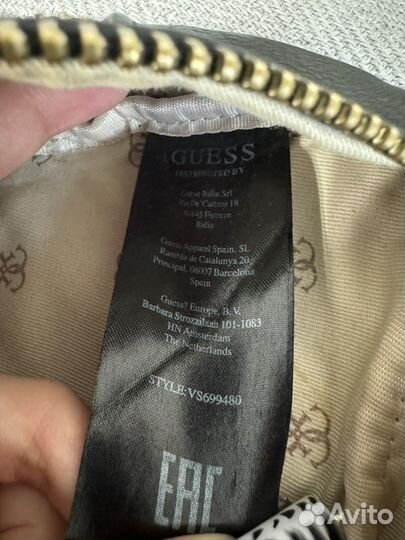 GUESS
DISTRIBUTED BY
Guess Italia Srl
Via De' Cattani 18
50145 Firenze
Italia
Guess Apparel Spain, SL
Rambla de Catalunya 20
Principal, 08007 Barcelona
Spain
Guess? Europe, B.V.
Barbara Strozzilaan 101-1083
HN Amsterdam
The Netherlands
STYLE:VS699480
EAC
Avito